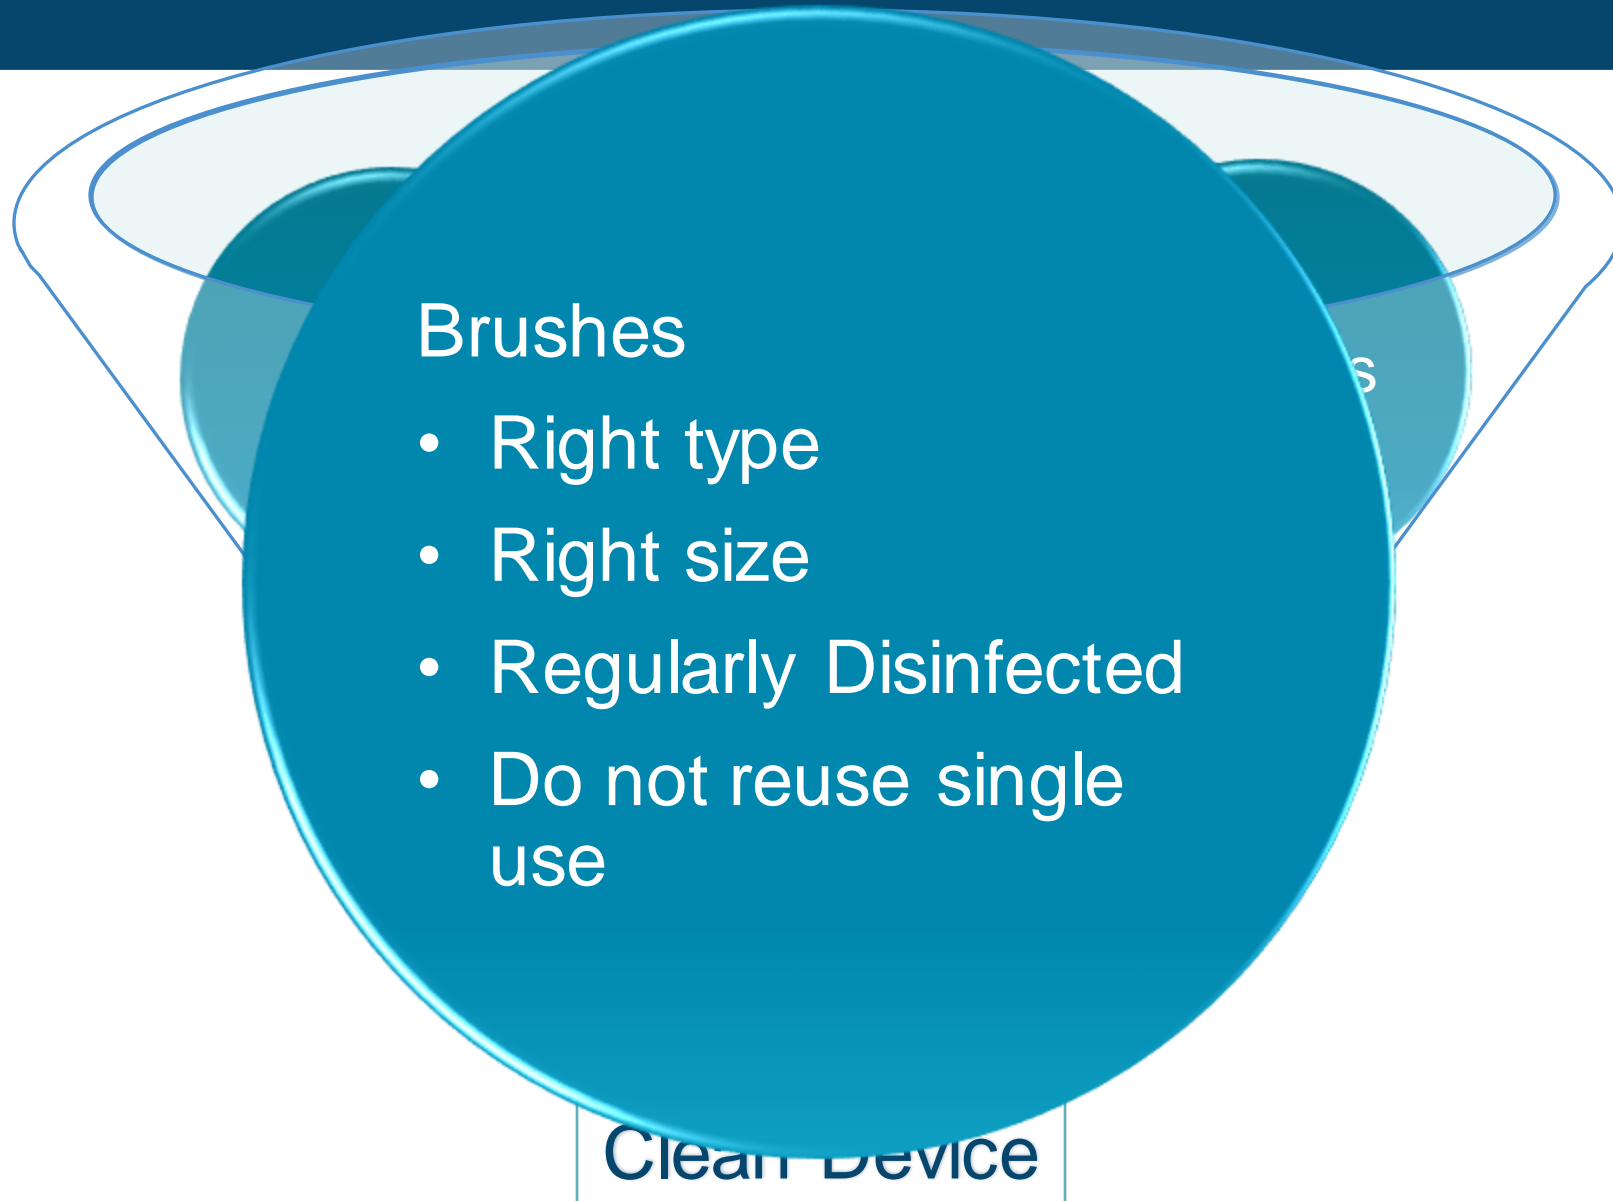 Brushes
• Right type
• Right size
• Regularly Disinfected
• Do not reuse single
use
Clean Device